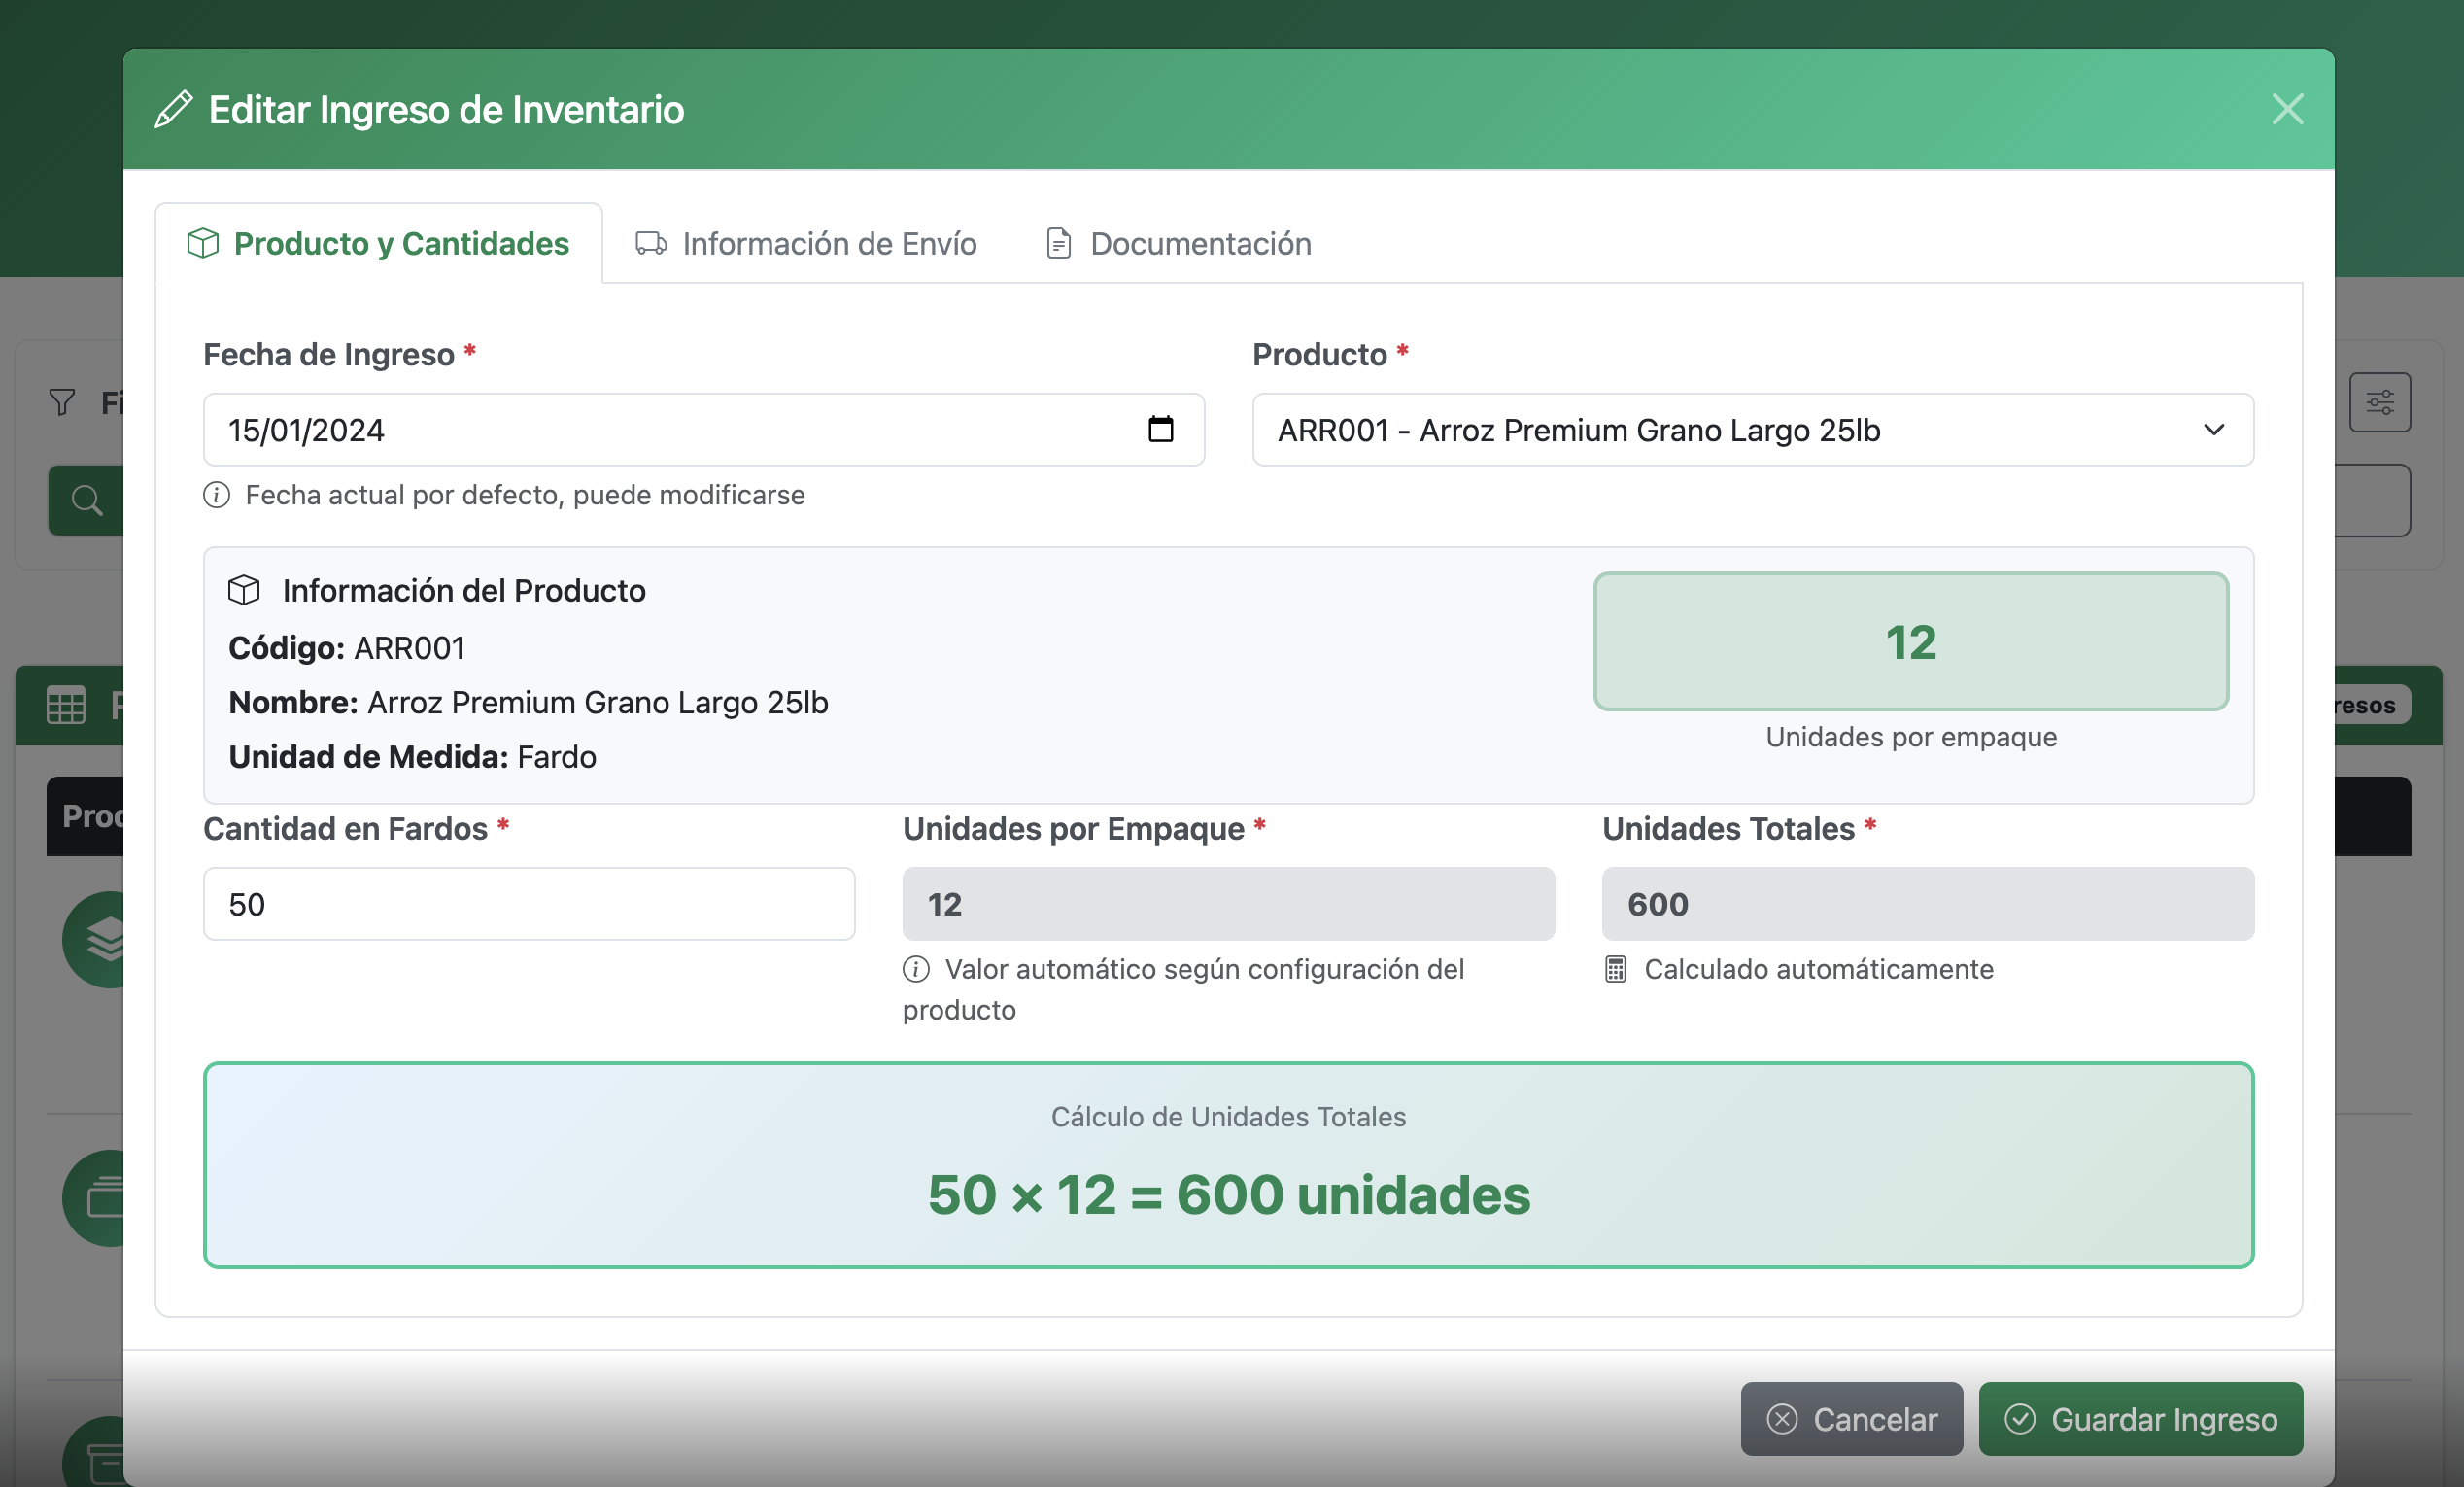 Editar Ingreso de Inventario
Producto y Cantidades
Información de Envío
Documentación
Fecha de Ingreso *
Producto *
15/01/2024
ARR001 - Arroz Premium Grano Largo 25lb
Fecha actual por defecto, puede modificarse
Información del Producto
Código: ARR001
Nombre: Arroz Premium Grano Largo 25lb
Unidad de Medida: Fardo
12
Unidades por empaque
Cantidad en Fardos *
Unidades por Empaque *
Unidades Totales *
50
12
600
Valor automático según configuración del
producto
Calculado automáticamente
Cálculo de Unidades Totales
50 × 12 = 600 unidades
Cancelar
Guardar Ingreso